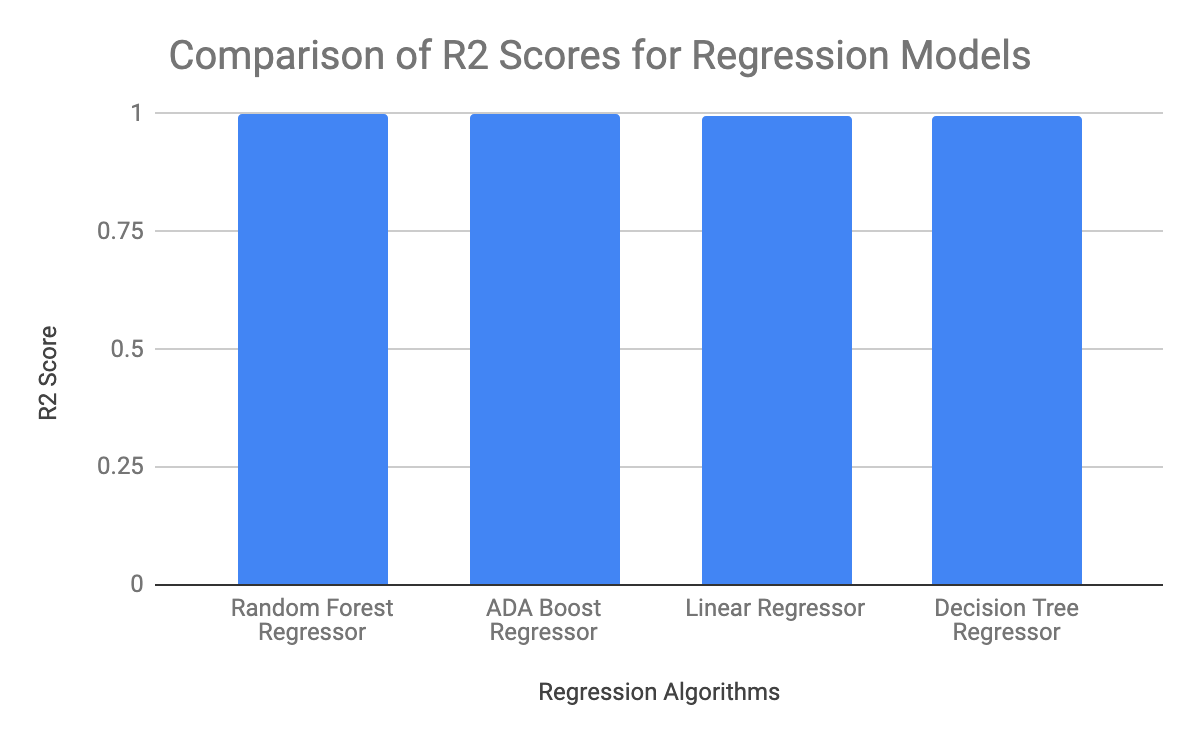 Comparison of R2 Scores for Regression Models
1
0.75
0.5
0.25
0
R2 Score
Random Forest
Regressor
ADA Boost
Regressor
Linear Regressor
Decision Tree
Regressor
Regression Algorithms